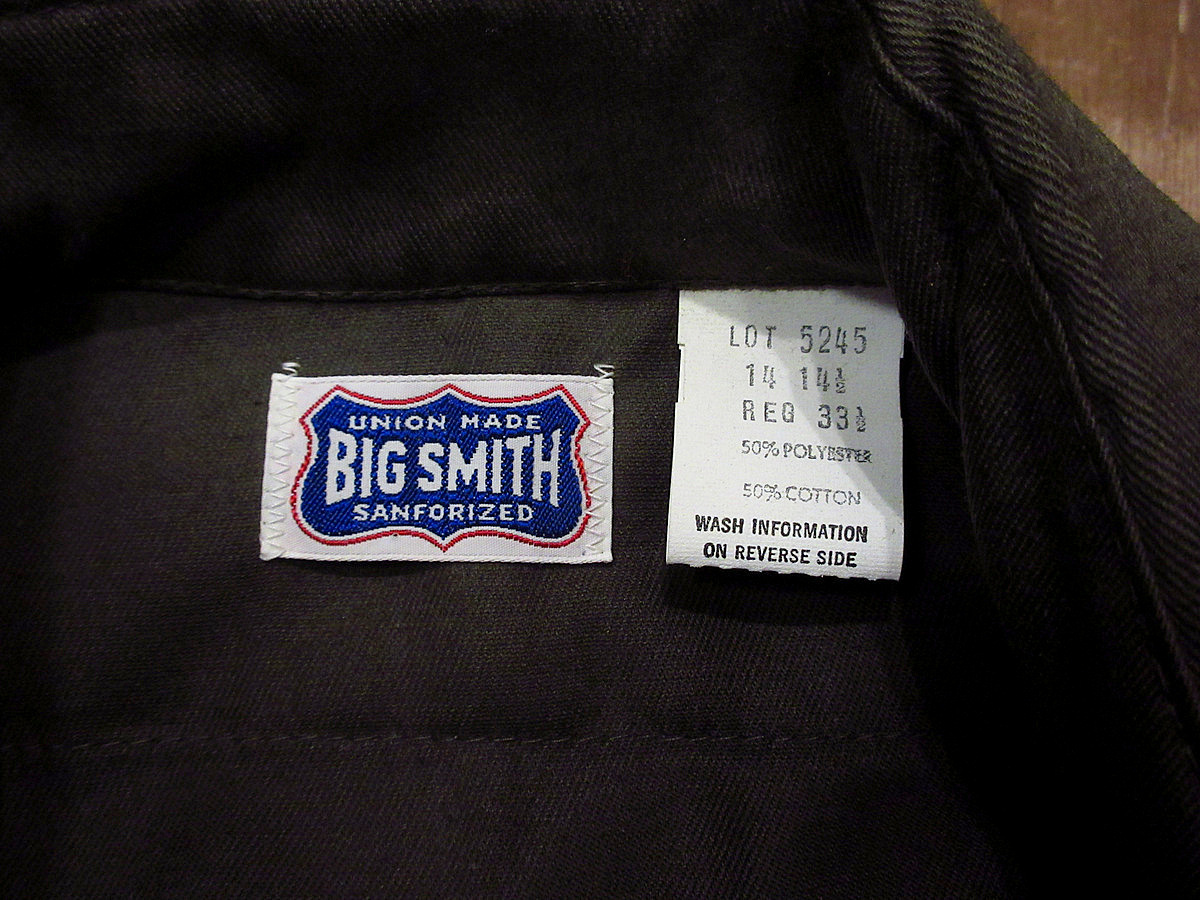 UNION MADE
BIG SMITH
SANFORIZED
LOT 5245
14 14½
REG 33½
50% POLYESTER
50% COTTON
WASH INFORMATION
ON REVERSE SIDE